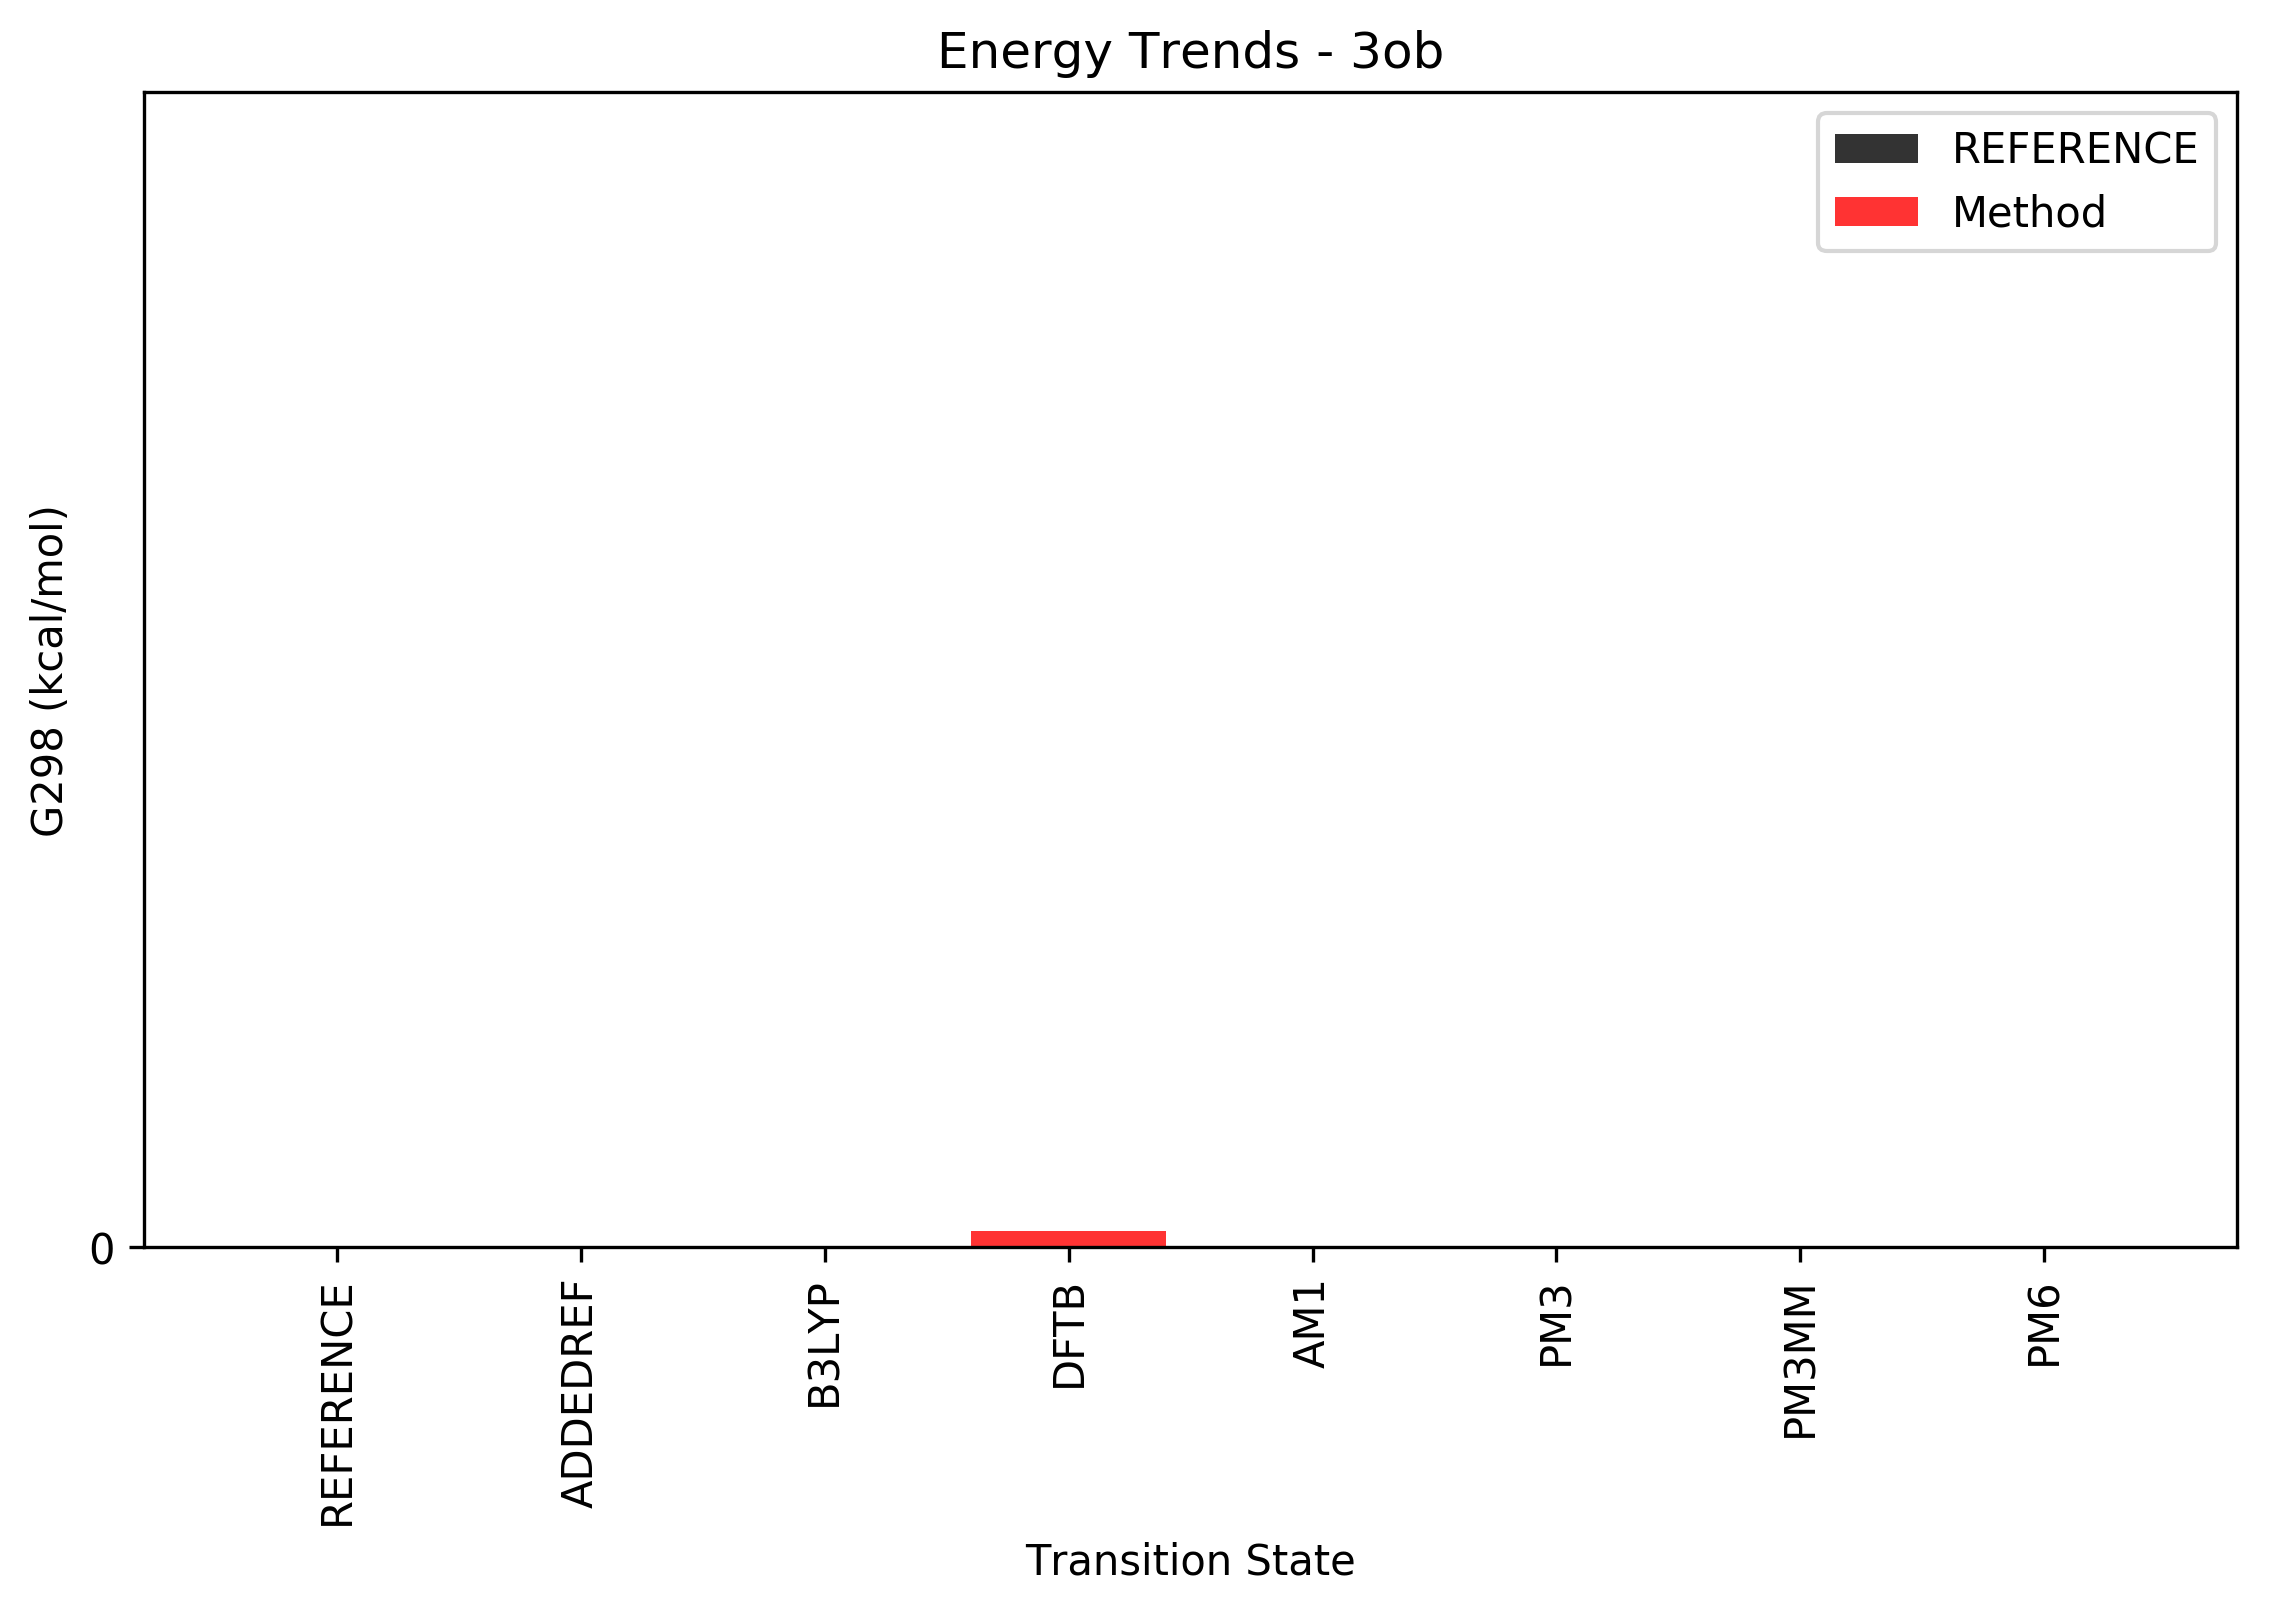 Energy Trends - 3ob
REFERENCE
Method
G298 (kcal/mol)
0
REFERENCE
ADDEDREF
B3LYP
DFTB
AM1
PM3
PM3MM
PM6
Transition State